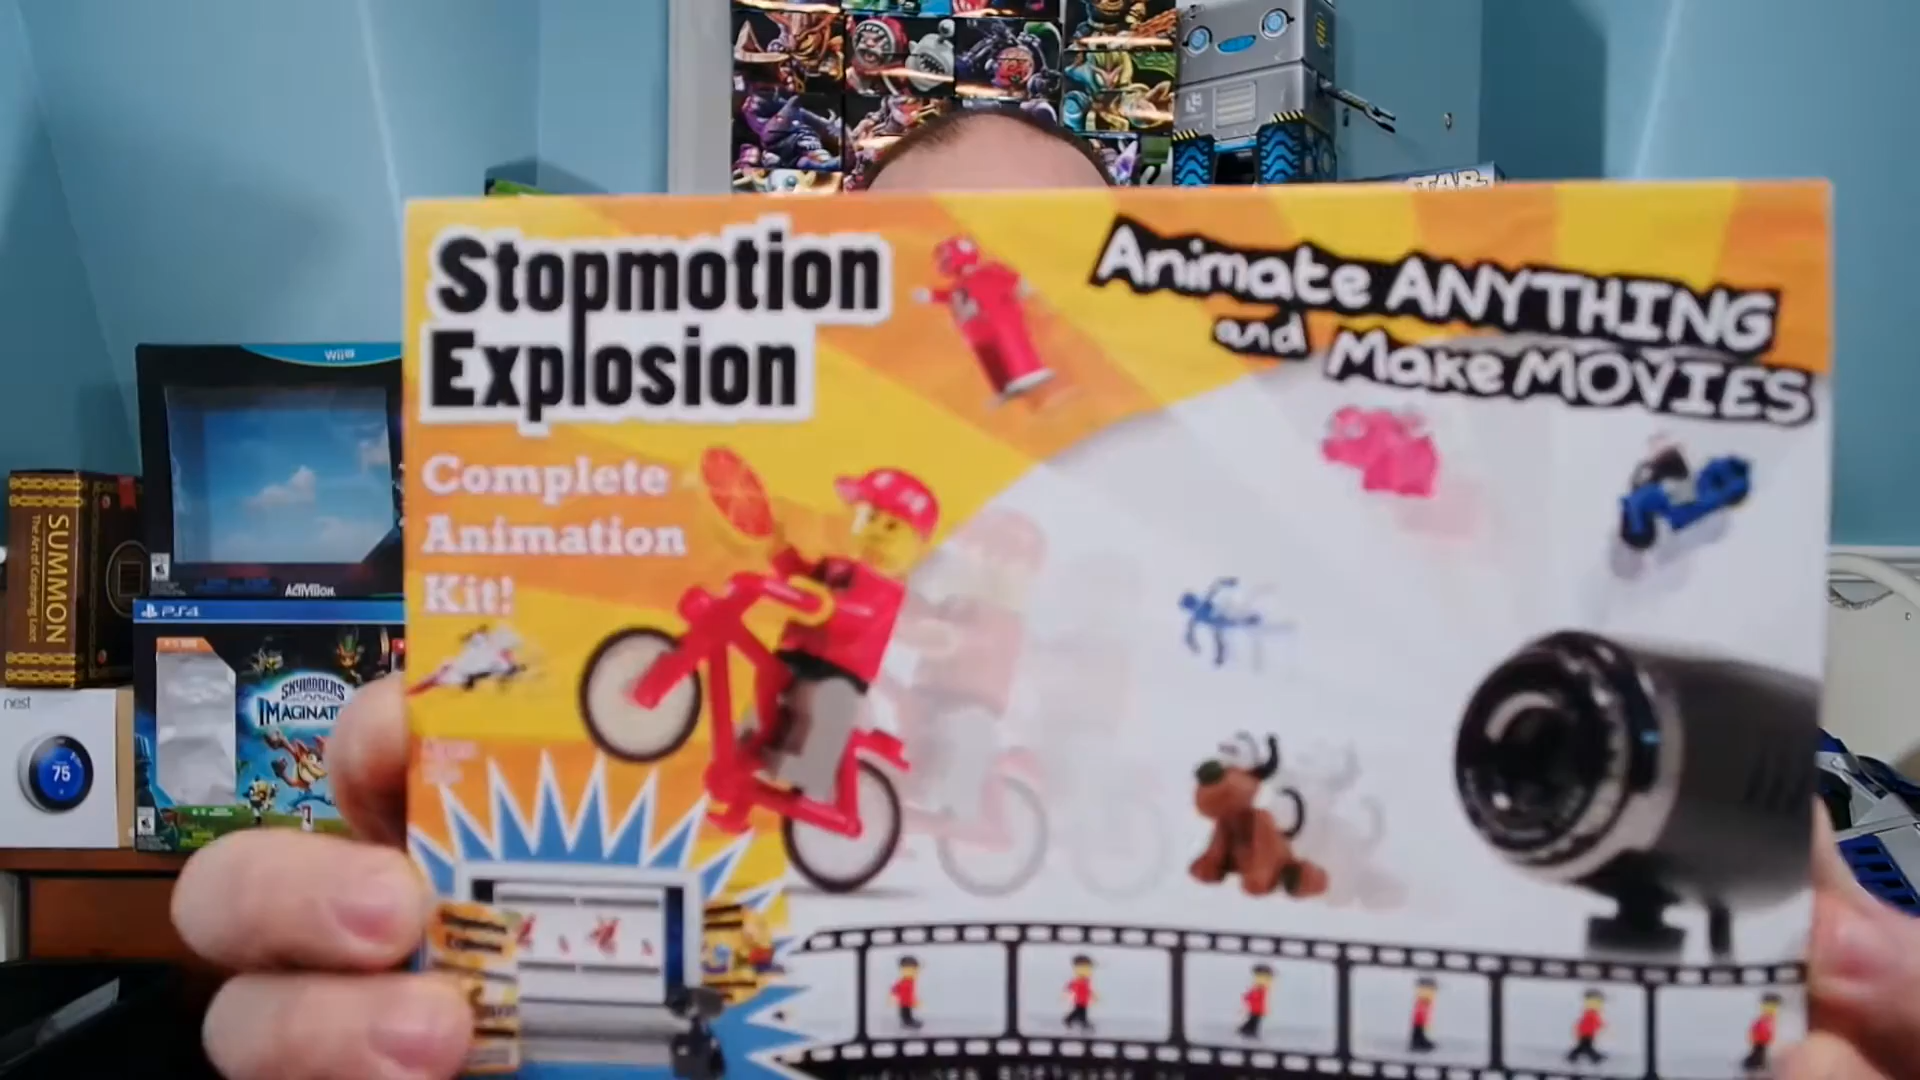 STAR
Stopmotion
Explosion
Animate ANYTHING
and Make MOVIES
Complete
Animation
Kit!
Wii U
ACTIVISION
SUMMON
The Art of Conjuring Loot
PS4
SKYLANDERS
IMAGINAT
nest
75